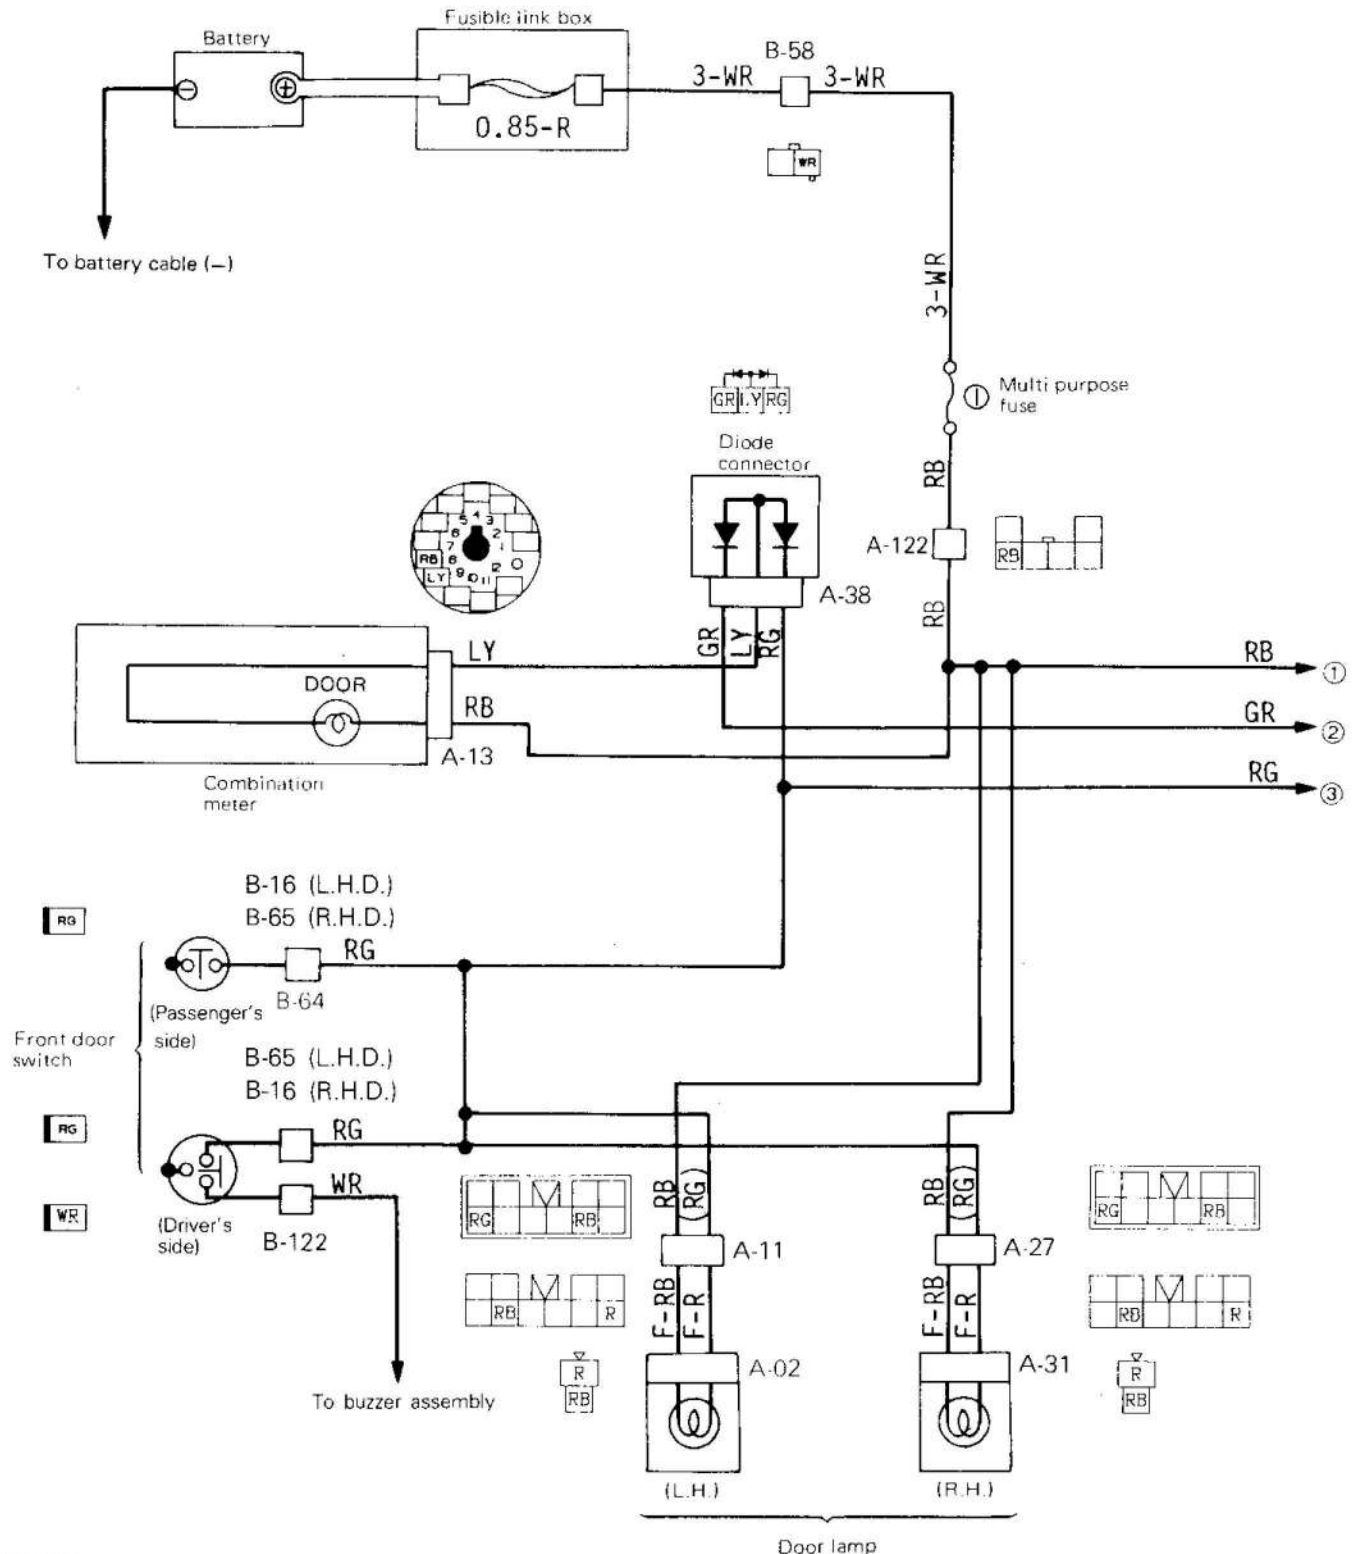 Fusible link box
Battery
B-58
3-WR
3-WR
0.85-R
WR
To battery cable (−)
3-WR
GR LY RG
Multi purpose
fuse
Diode
connector
RB
A-122
RB
5 4 3
6 2
7 1
RB 8
LY 9 10 11 12
A-38
RB
GR
LY
RG
LY
RB
①
DOOR
RB
GR
②
A-13
Combination
meter
RG
③
B-16 (L.H.D.)
RG
B-65 (R.H.D.)
RG
B-64
(Passenger's
side)
Front door
switch
B-65 (L.H.D.)
B-16 (R.H.D.)
RG
RG
WR
WR
(Driver's
side)
B-122
RG RB
RB
(RG)
RB
(RG)
RG RB
A-11
A-27
RB R
F-RB
F-R
F-RB
F-R
RB R
R
RB
A-02
A-31
R
RB
To buzzer assembly
(L.H.)
(R.H.)
Door lamp